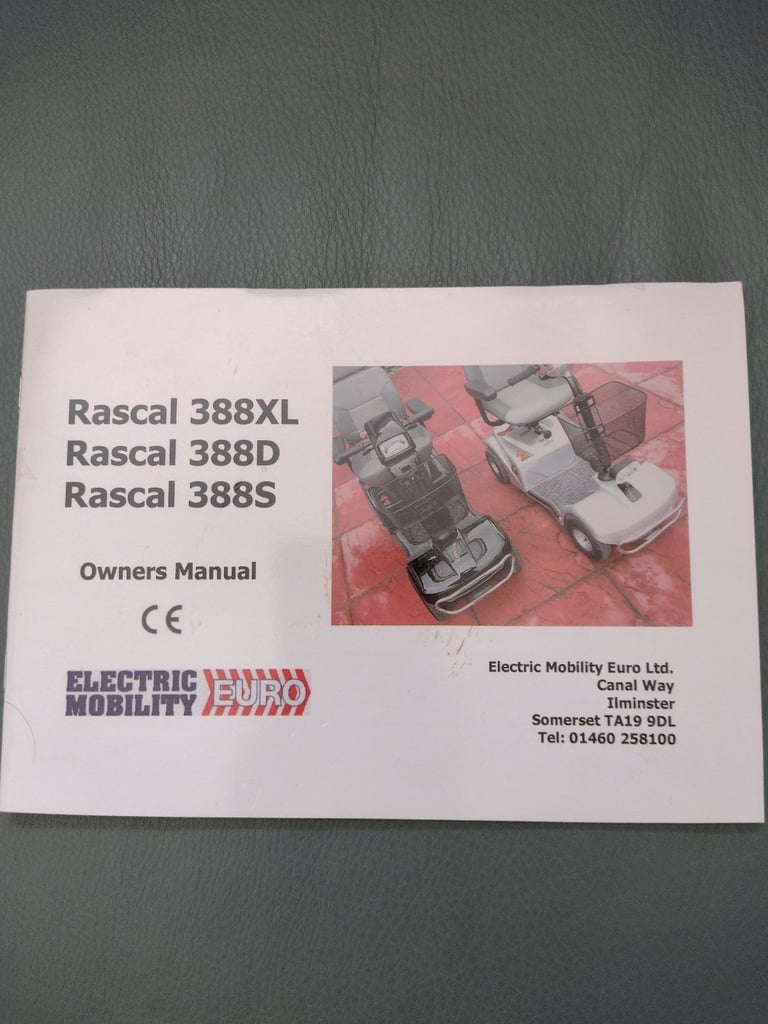 Rascal 388XL
Rascal 388D
Rascal 388S
Owners Manual
CE
ELECTRIC
MOBILITY
EURO
Electric Mobility Euro Ltd.
Canal Way
Ilminster
Somerset TA19 9DL
Tel: 01460 258100